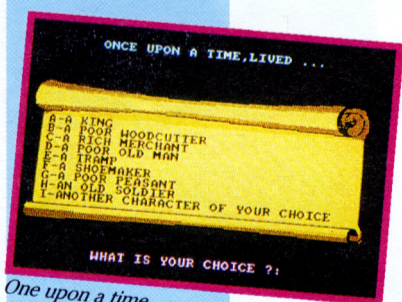 ONCE UPON A TIME,LIVED ...
A-A KING
B-A POOR WOODCUTTER
C-A RICH MERCHANT
D-A POOR OLD MAN
E-A TRAMP
F-A SHOEMAKER
G-A POOR PEASANT
H-AN OLD SOLDIER
I-ANOTHER CHARACTER OF YOUR CHOICE
WHAT IS YOUR CHOICE ?:
One upon a time